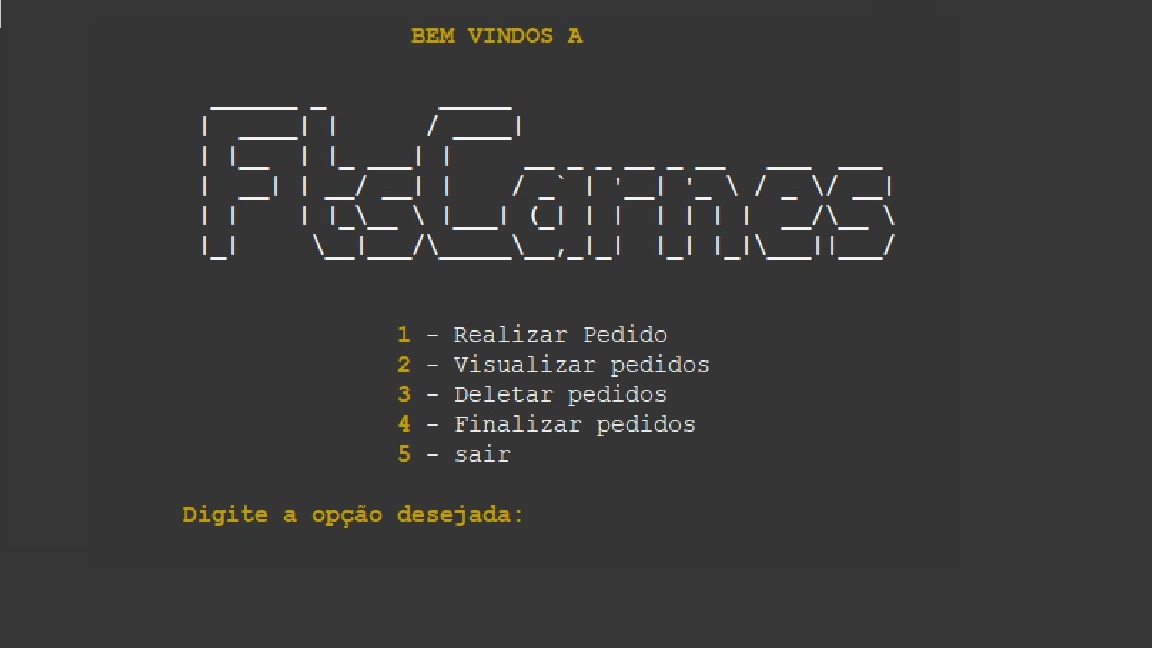 BEM VINDOS A
FtsCarnes
1 - Realizar Pedido
2 - Visualizar pedidos
3 - Deletar pedidos
4 - Finalizar pedidos
5 - sair
Digite a opção desejada: